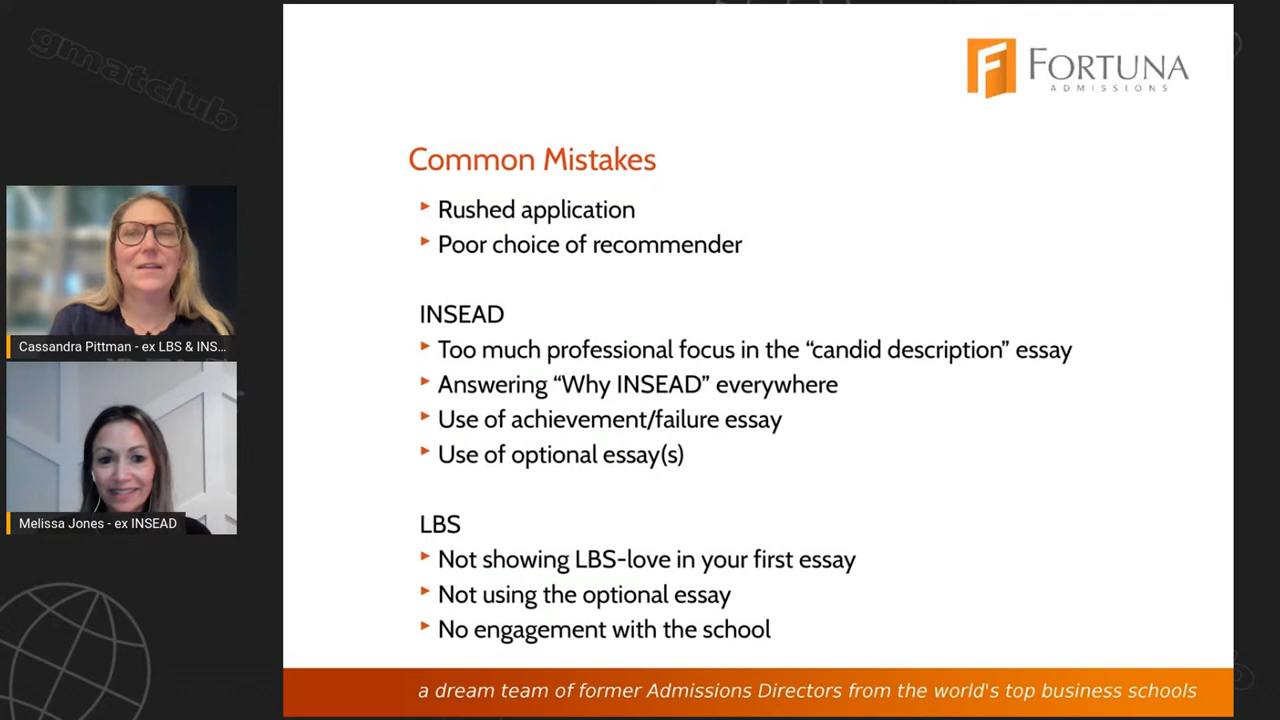 gmatclub
FORTUNA
ADMISSIONS
Common Mistakes
Rushed application
Poor choice of recommender
INSEAD
Too much professional focus in the “candid description” essay
Answering “Why INSEAD” everywhere
Use of achievement/failure essay
Use of optional essay(s)
LBS
Not showing LBS-love in your first essay
Not using the optional essay
No engagement with the school
a dream team of former Admissions Directors from the world's top business schools
Cassandra Pittman - ex LBS & INS...
Melissa Jones - ex INSEAD